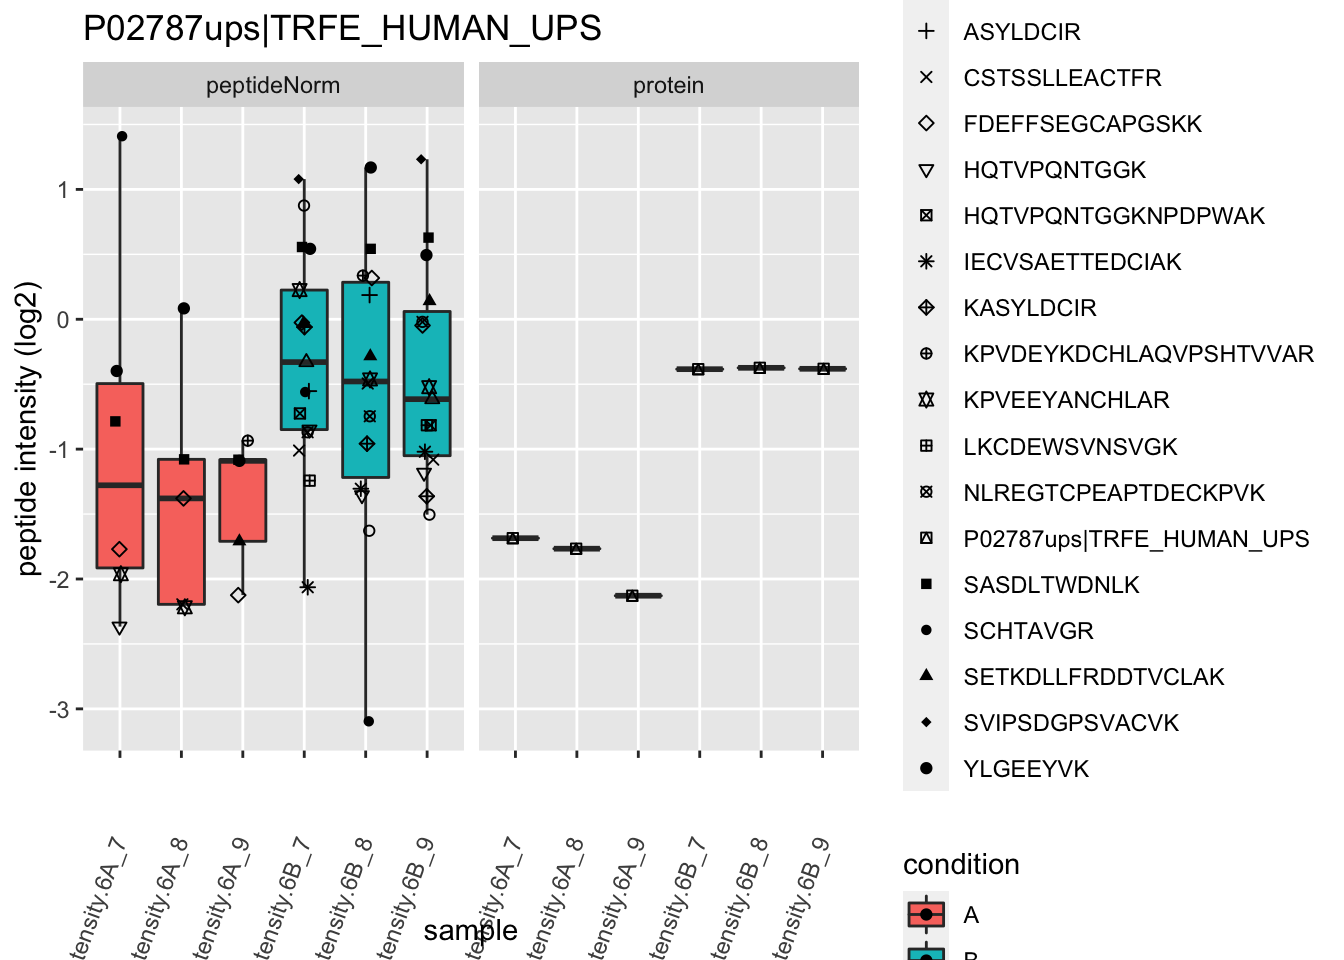 P02787ups|TRFE_HUMAN_UPS
peptideNorm
protein
peptide intensity (log2)
1
0
-1
-2
-3
tensity.6A_7
tensity.6A_8
tensity.6A_9
tensity.6B_7
tensity.6B_8
tensity.6B_9
tensity.6A_7
tensity.6A_8
tensity.6A_9
tensity.6B_7
tensity.6B_8
tensity.6B_9
sample
ASYLDCIR
CSTSSLLEACTFR
FDEFFSEGCAPGSKK
HQTVPQNTGGK
HQTVPQNTGGKNPDPWAK
IECVSAETTEDCIAK
KASYLDCIR
KPVDEYKDCHLAQVPSHTVVAR
KPVEEYANCHLAR
LKCDEWSVNSVGK
NLREGTCPEAPTDECKPVK
P02787ups|TRFE_HUMAN_UPS
SASDLTWDNLK
SCHTAVGR
SETKDLLFRDDTVCLAK
SVIPSDGPSVACVK
YLGEEYVK
condition
A
B